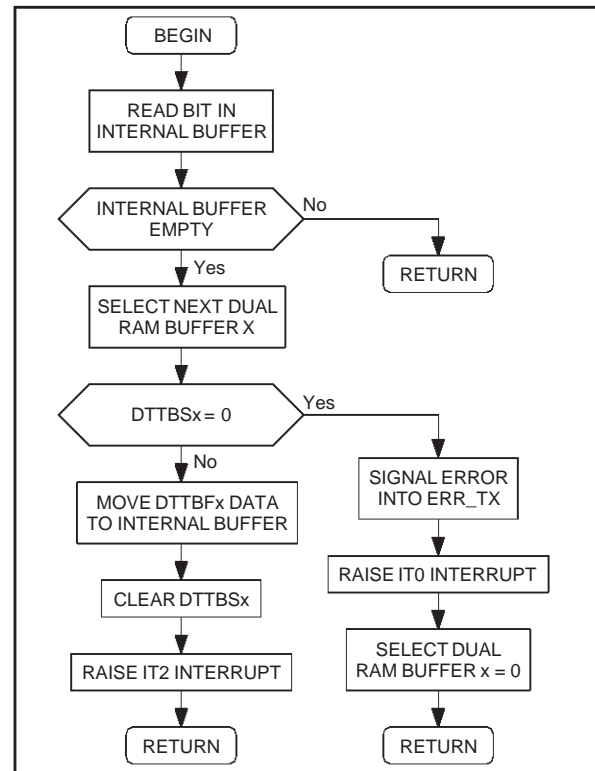 BEGIN
READ BIT IN
INTERNAL BUFFER
INTERNAL BUFFER
EMPTY
No
RETURN
Yes
SELECT NEXT DUAL
RAM BUFFER X
DTTBSx = 0
Yes
No
MOVE DTTBFx DATA
TO INTERNAL BUFFER
CLEAR DTTBSx
RAISE IT2 INTERRUPT
RETURN
SIGNAL ERROR
INTO ERR_TX
RAISE IT0 INTERRUPT
SELECT DUAL
RAM BUFFER x = 0
RETURN